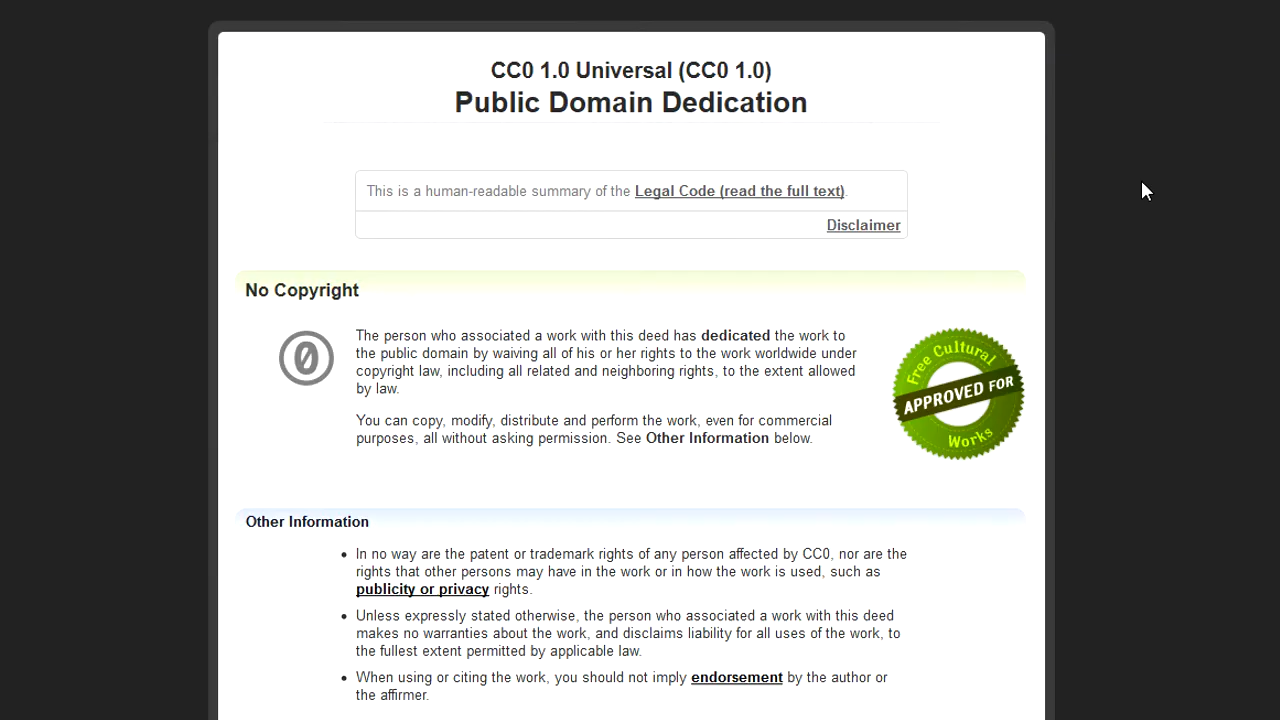 CC0 1.0 Universal (CC0 1.0)
Public Domain Dedication
This is a human-readable summary of the Legal Code (read the full text).
Disclaimer
No Copyright
The person who associated a work with this deed has dedicated the work to
the public domain by waiving all of his or her rights to the work worldwide under
copyright law, including all related and neighboring rights, to the extent allowed
by law.
You can copy, modify, distribute and perform the work, even for commercial
purposes, all without asking permission. See Other Information below.
Free Cultural
APPROVED FOR
Works
Other Information
• In no way are the patent or trademark rights of any person affected by CC0, nor are the
rights that other persons may have in the work or in how the work is used, such as
publicity or privacy rights.
• Unless expressly stated otherwise, the person who associated a work with this deed
makes no warranties about the work, and disclaims liability for all uses of the work, to
the fullest extent permitted by applicable law.
• When using or citing the work, you should not imply endorsement by the author or
the affirmer.